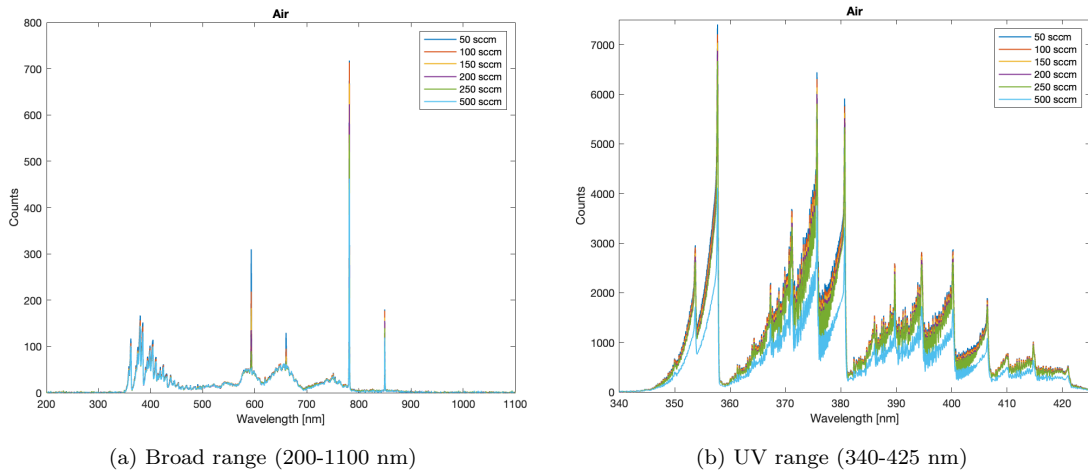 Air
800
700
600
500
400
300
200
100
0
Counts
200 300 400 500 600 700 800 900 1000 1100
Wavelength [nm]
50 sccm
100 sccm
150 sccm
200 sccm
250 sccm
500 sccm
(a) Broad range (200-1100 nm)
Air
7000
6000
5000
4000
3000
2000
1000
0
Counts
340 350 360 370 380 390 400 410 420
Wavelength [nm]
50 sccm
100 sccm
150 sccm
200 sccm
250 sccm
500 sccm
(b) UV range (340-425 nm)